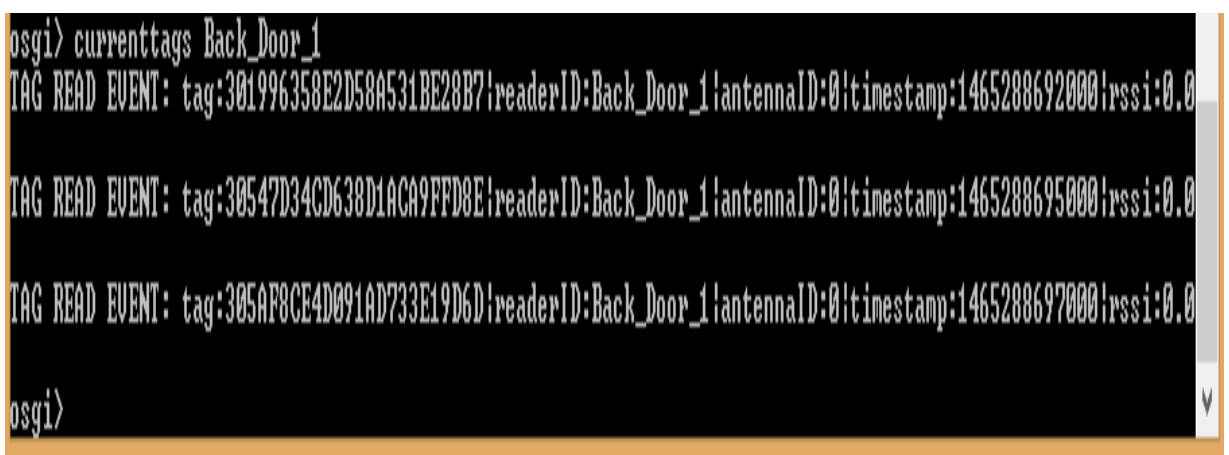 osgi> currenttags Back_Door_1
TAG READ EVENT: tag:301996358E2D58A531BE28B7|readerID:Back_Door_1|antennaID:0|timestamp:1465288692000|rssi:0.0
TAG READ EVENT: tag:30547D34CD638D1ACA9FFD8E|readerID:Back_Door_1|antennaID:0|timestamp:1465288695000|rssi:0.0
TAG READ EVENT: tag:305AF8CE4D091AD733E19D6D|readerID:Back_Door_1|antennaID:0|timestamp:1465288697000|rssi:0.0
osgi>